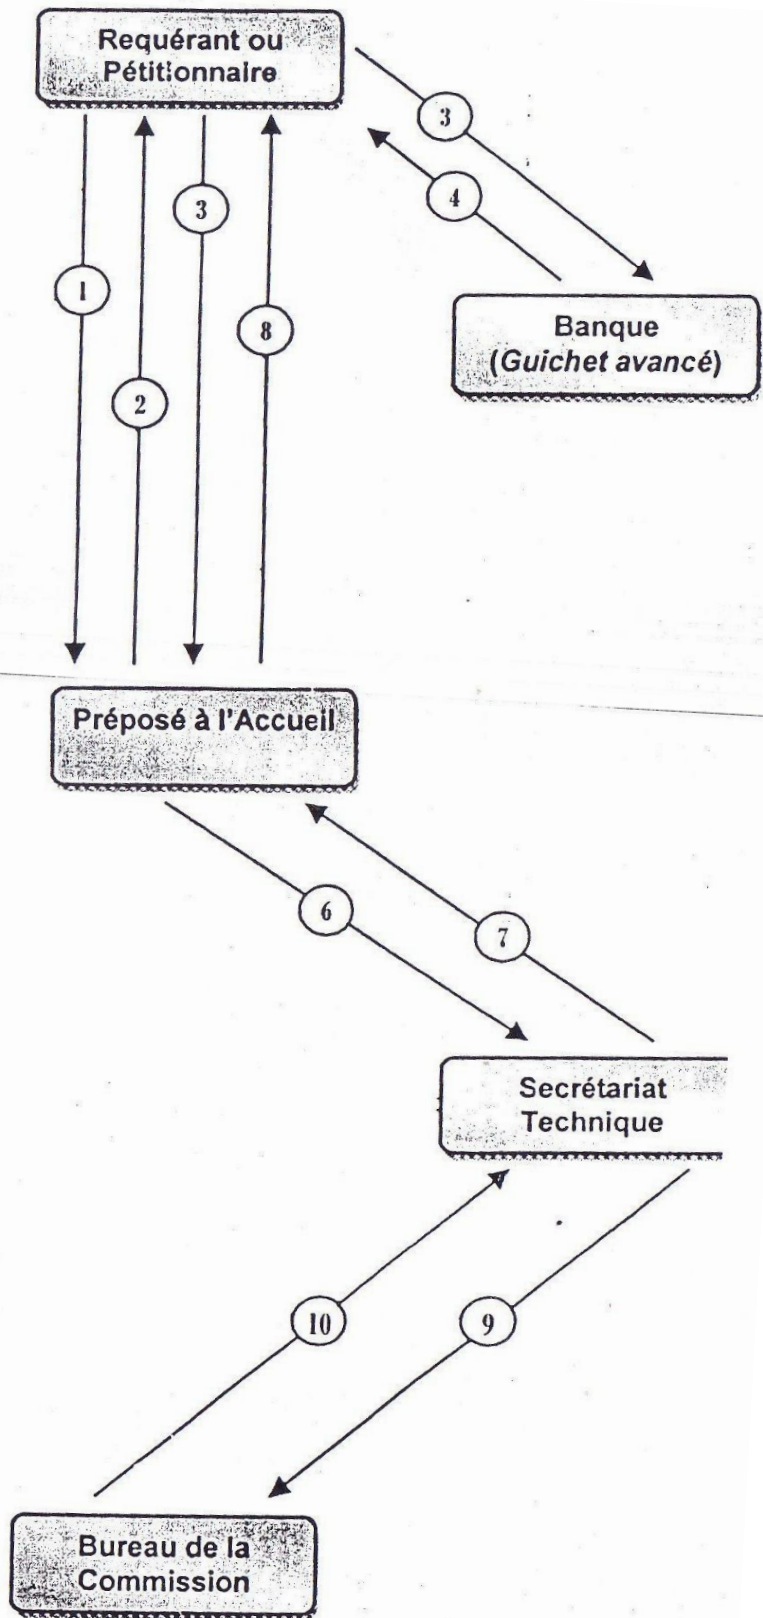 Requérant ou
Pétitionnaire
3
4
3
1
8
2
Banque
(Guichet avancé)
Préposé à l'Accueil
6
7
Secrétariat
Technique
10
9
Bureau de la
Commission